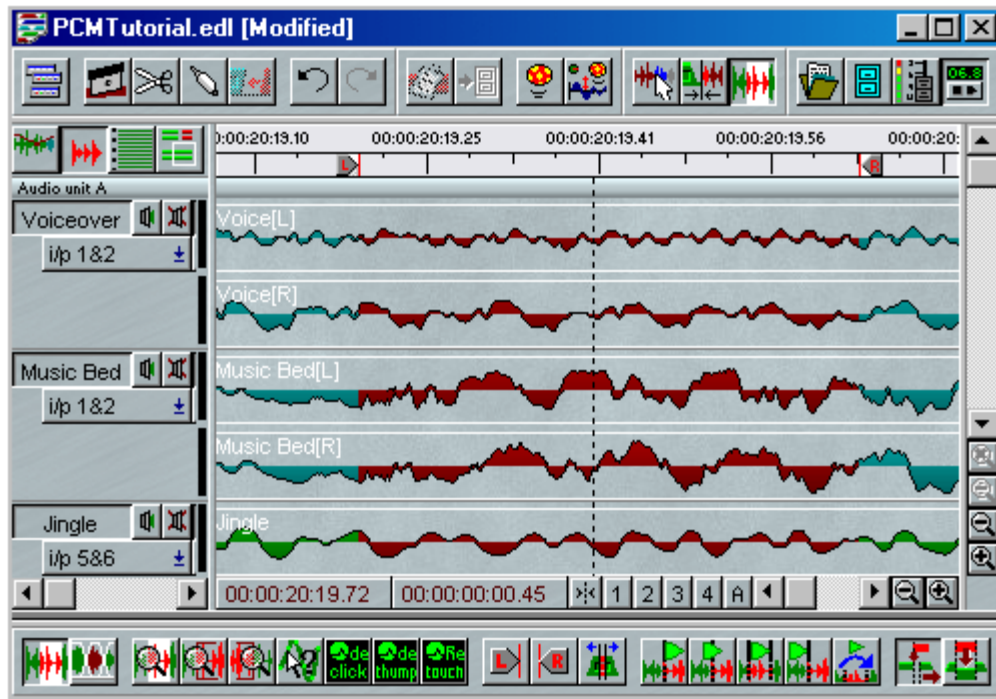 PCMTutorial.edl [Modified]
06.8
0:00:20:19.10 00:00:20:19.25 00:00:20:19.41 00:00:20:19.56 00:00:20:
L R
Audio unit A
Voiceover Voice[L]
i/p 1&2
Voice[R]
Music Bed Music Bed[L]
i/p 1&2
Music Bed[R]
Jingle Jingle
i/p 5&6
00:00:20:19.72 00:00:00:00.45 1 2 3 4 A
? de click de thump Re touch L R